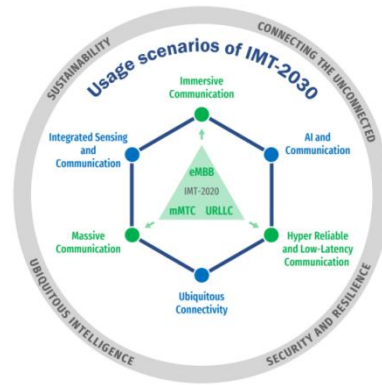 SUSTAINABILITY
CONNECTING THE UNCONNECTED
Usage scenarios of IMT-2030
Immersive
Communication
Integrated Sensing
and
Communication
AI and
Communication
eMBB
IMT-2020
mMTC URLLC
Massive
Communication
Hyper Reliable
and Low-Latency
Communication
Ubiquitous
Connectivity
UBIQUITOUS INTELLIGENCE
SECURITY AND RESILIENCE